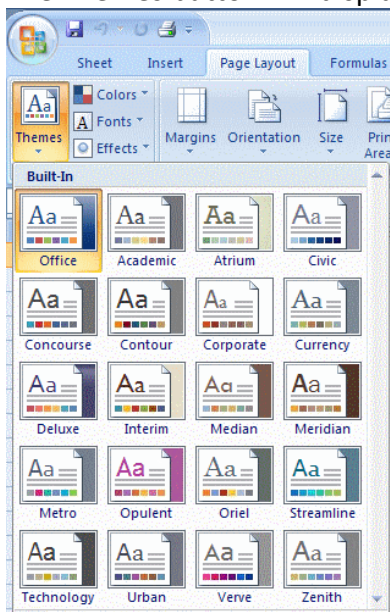 Sheet Insert Page Layout Formulas
Aa Colors
A Fonts
Themes Effects Margins Orientation Size
Area
Built-In
Aa Aa Aa Aa
Office Academic Atrium Civic
Aa Aa Aa Aa
Concourse Contour Corporate Currency
Aa Aa Aa Aa
Deluxe Interim Median Meridian
Aa Aa Aa Aa
Metro Opulent Oriel Streamline
Aa Aa Aa Aa
Technology Urban Verve Zenith